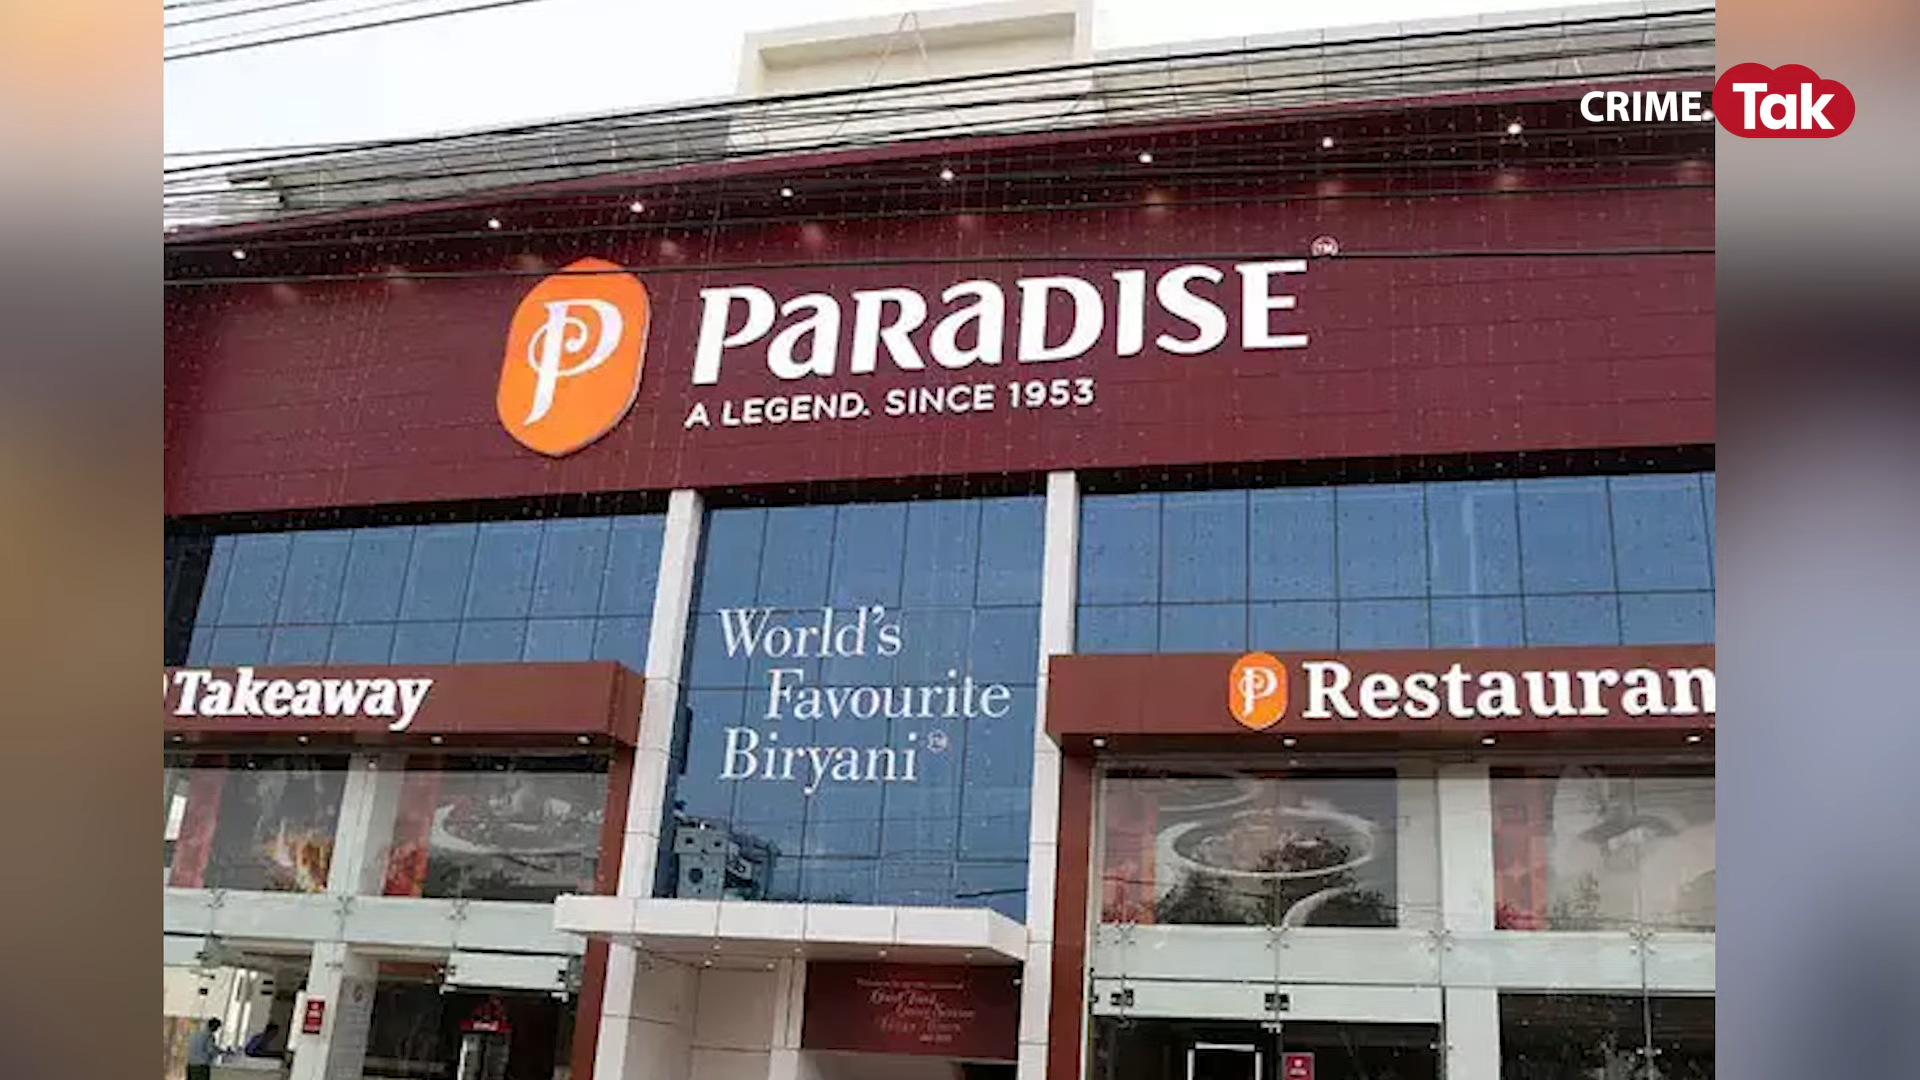 CRIME. Tak
PARADISE TM
A LEGEND. SINCE 1953
World's
Favourite
Biryani TM
Takeaway
Restauran